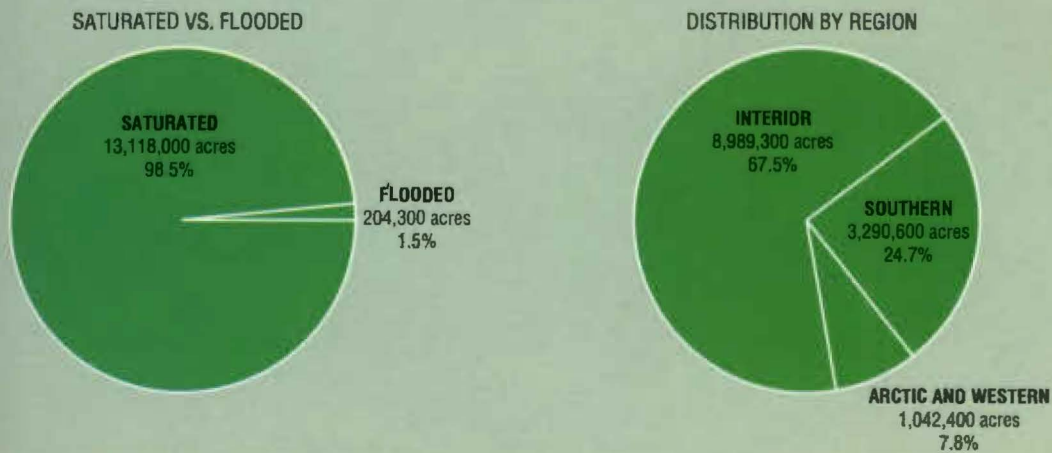 SATURATED VS. FLOODED
SATURATED
13,118,000 acres
98 5%
FLOODED
204,300 acres
1.5%
DISTRIBUTION BY REGION
INTERIOR
8,989,300 acres
67.5%
SOUTHERN
3,290,600 acres
24.7%
ARCTIC AND WESTERN
1,042,400 acres
7.8%